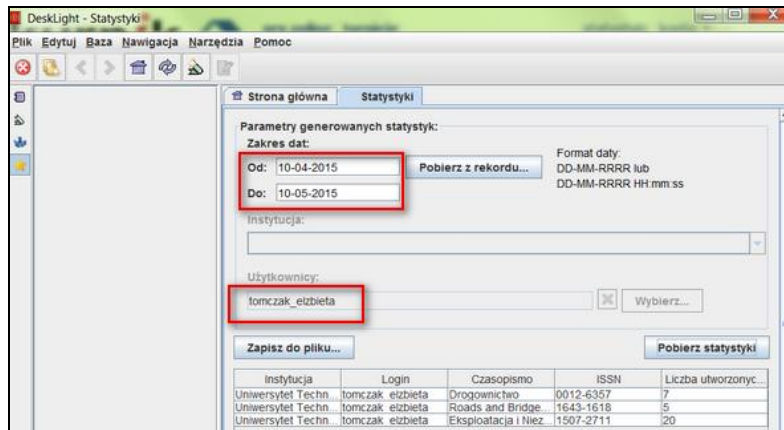 DeskLight - Statystyki
Plik Edytuj Baza Nawigacja Narzędzia Pomoc
Strona główna Statystyki
Parametry generowanych statystyk:
Zakres dat:
Od: 10-04-2015 Pobierz z rekordu... Format daty:
DD-MM-RRRR lub
Do: 10-05-2015 DD-MM-RRRR HH:mm:ss
Instytucja:
Użytkownicy:
tomczak_elzbieta Wybierz...
Zapisz do pliku... Pobierz statystyki
Instytucja Login Czasopismo ISSN Liczba utworzonyc...
Uniwersytet Techn... tomczak_elzbieta Drogownictwo 0012-6357 7
Uniwersytet Techn... tomczak_elzbieta Roads and Bridge... 1643-1618 5
Uniwersytet Techn... tomczak_elzbieta Eksploatacja i Niez... 1507-2711 20